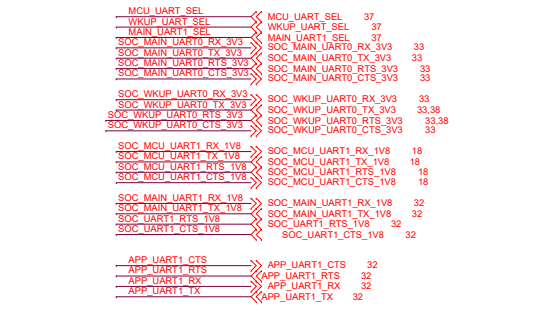 MCU_UART_SEL MCU_UART_SEL 37
WKUP_UART_SEL WKUP_UART_SEL 37
MAIN_UART1_SEL MAIN_UART1_SEL 37
SOC_MAIN_UART0_RX_3V3 SOC_MAIN_UART0_RX_3V3 33
SOC_MAIN_UART0_TX_3V3 SOC_MAIN_UART0_TX_3V3 33
SOC_MAIN_UART0_RTS_3V3 SOC_MAIN_UART0_RTS_3V3 33
SOC_MAIN_UART0_CTS_3V3 SOC_MAIN_UART0_CTS_3V3 33
SOC_WKUP_UART0_RX_3V3 SOC_WKUP_UART0_RX_3V3 33
SOC_WKUP_UART0_TX_3V3 SOC_WKUP_UART0_TX_3V3 33,38
SOC_WKUP_UART0_RTS_3V3 SOC_WKUP_UART0_RTS_3V3 33,38
SOC_WKUP_UART0_CTS_3V3 SOC_WKUP_UART0_CTS_3V3 33
SOC_MCU_UART1_RX_1V8 SOC_MCU_UART1_RX_1V8 18
SOC_MCU_UART1_TX_1V8 SOC_MCU_UART1_TX_1V8 18
SOC_MCU_UART1_RTS_1V8 SOC_MCU_UART1_RTS_1V8 18
SOC_MCU_UART1_CTS_1V8 SOC_MCU_UART1_CTS_1V8 18
SOC_MAIN_UART1_RX_1V8 SOC_MAIN_UART1_RX_1V8 32
SOC_MAIN_UART1_TX_1V8 SOC_MAIN_UART1_TX_1V8 32
SOC_UART1_RTS_1V8 SOC_UART1_RTS_1V8 32
SOC_UART1_CTS_1V8 SOC_UART1_CTS_1V8 32
APP_UART1_CTS APP_UART1_CTS 32
APP_UART1_RTS APP_UART1_RTS 32
APP_UART1_RX APP_UART1_RX 32
APP_UART1_TX APP_UART1_TX 32